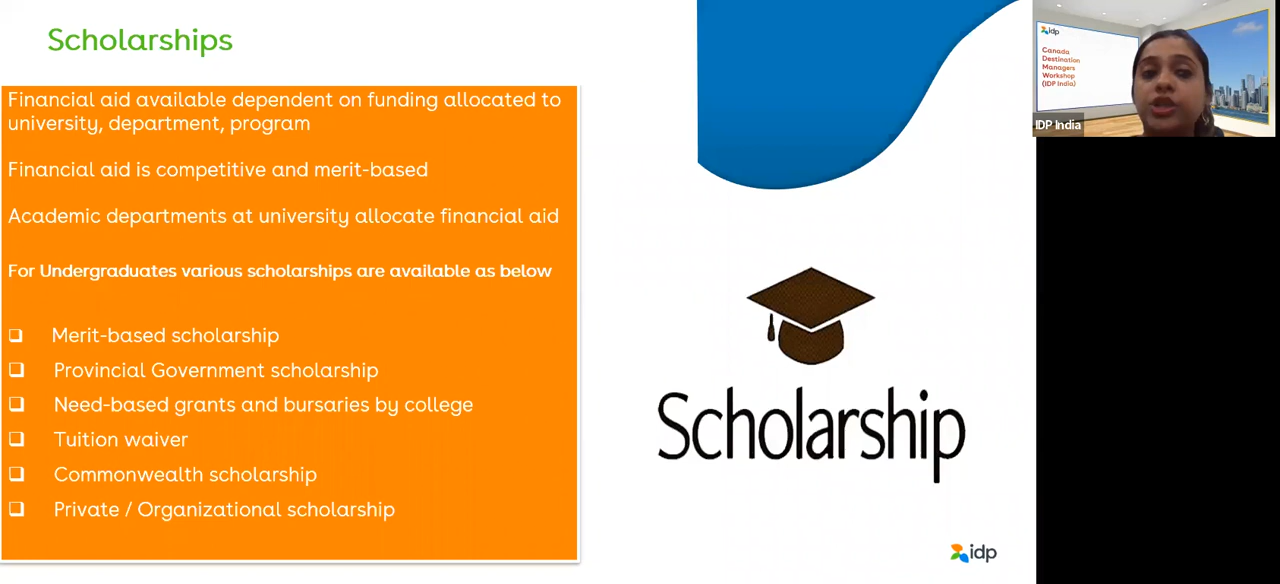 Scholarships
Financial aid available dependent on funding allocated to
university, department, program
Financial aid is competitive and merit-based
Academic departments at university allocate financial aid
For Undergraduates various scholarships are available as below
Merit-based scholarship
Provincial Government scholarship
Need-based grants and bursaries by college
Tuition waiver
Commonwealth scholarship
Private / Organizational scholarship
Scholarship
idp
idp
Canada
Destination
Managers
Workshop
(IDP India)
IDP India